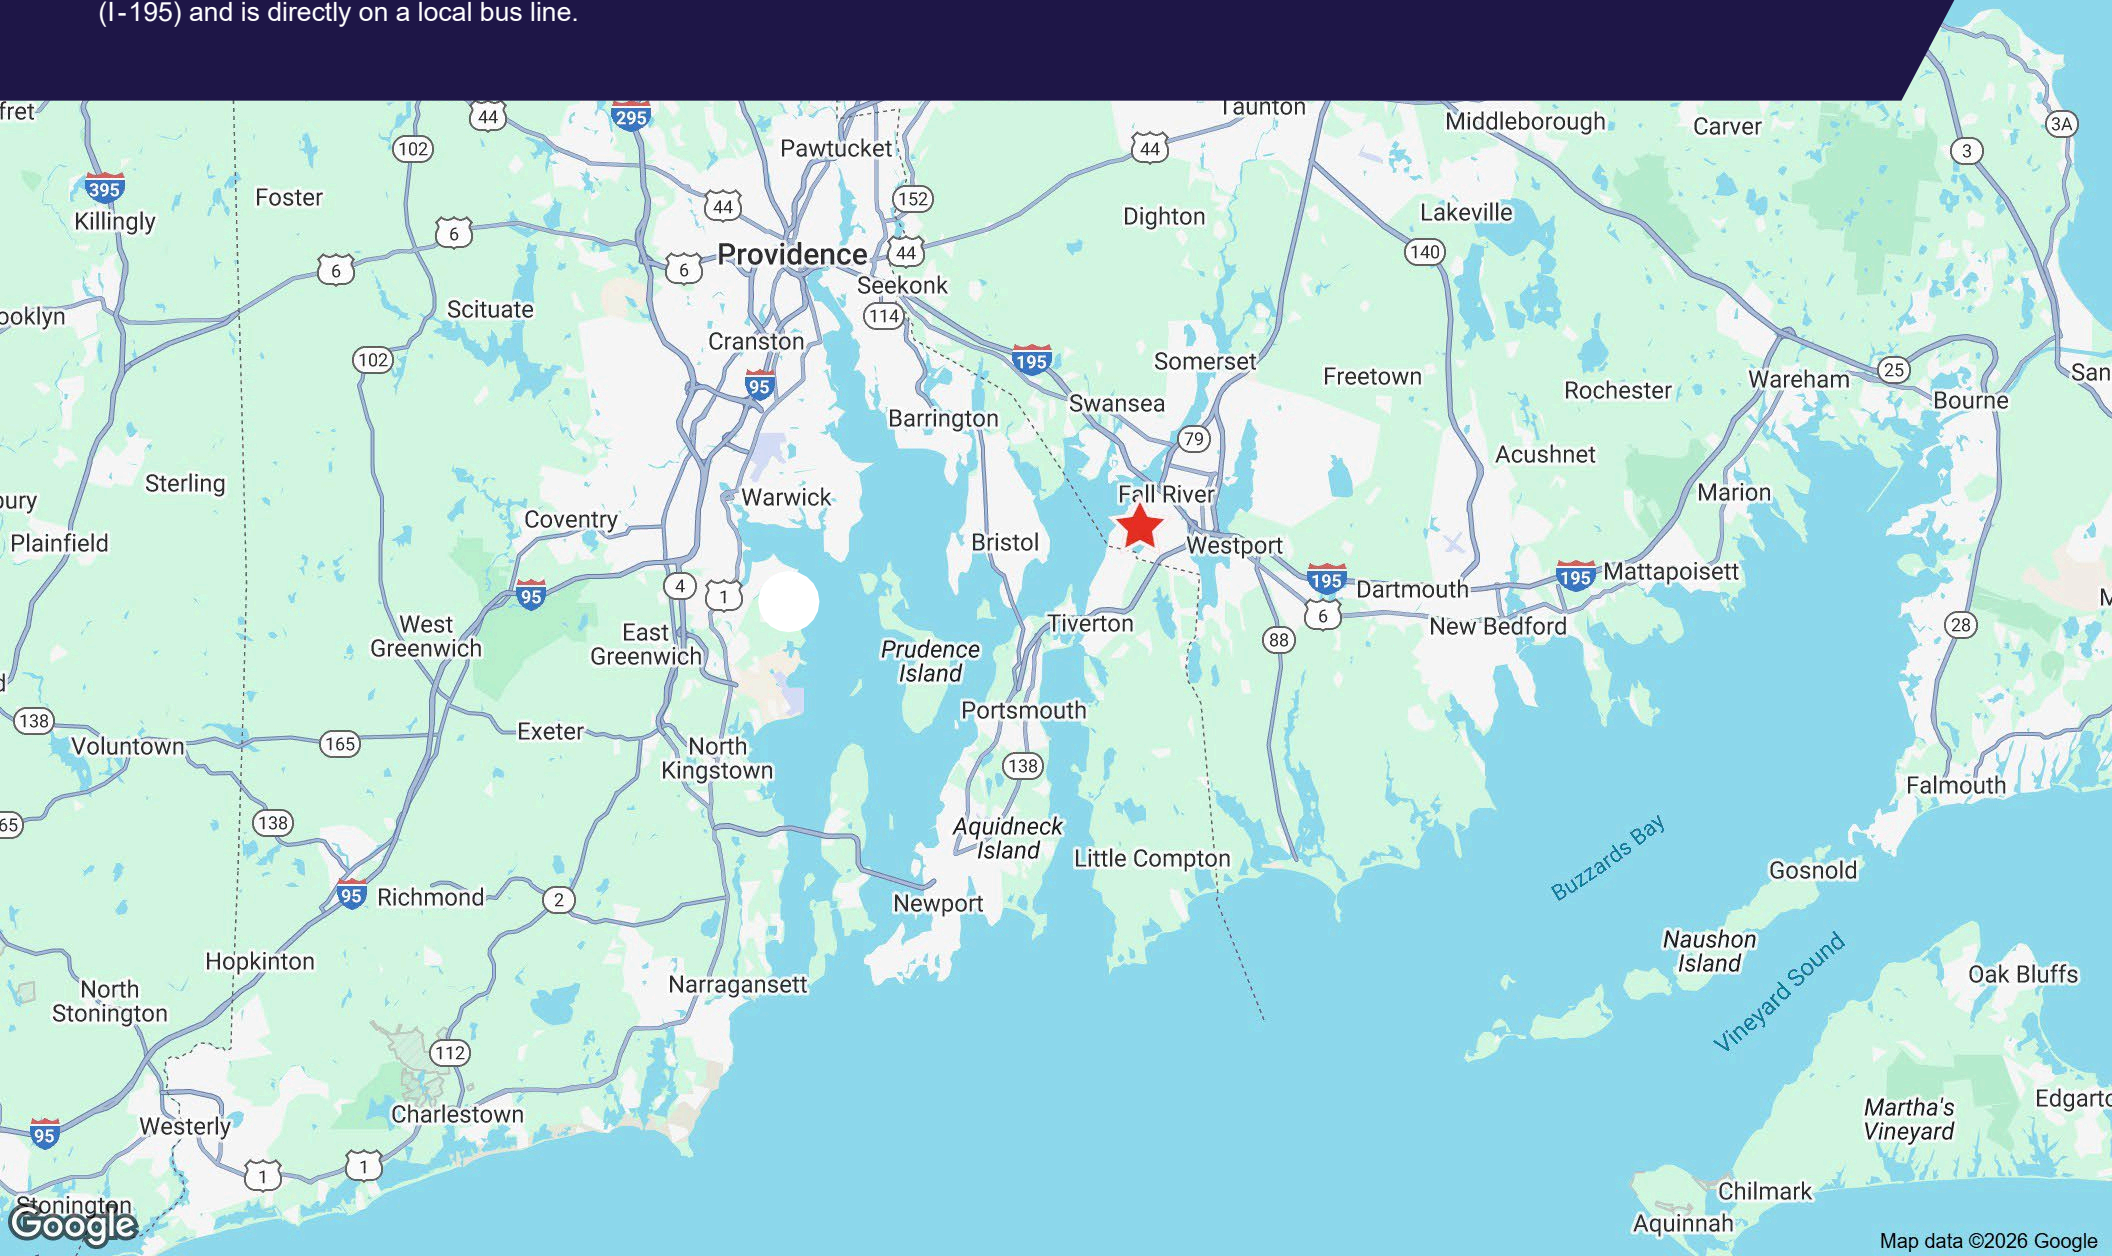 (I-195) and is directly on a local bus line.
fret
44
295
Taunton
Middleborough
Carver
3A
102
Pawtucket
44
3
395
Foster
44
152
Dighton
Lakeville
Killingly
6
6
6
Providence
44
140
ooklyn
Scituate
Seekonk
114
102
Cranston
95
195
Somerset
Freetown
Rochester
Wareham
25
San
Bourne
Barrington
Swansea
79
Acushnet
Sterling
bury
Warwick
Fall River
Marion
Plainfield
Coventry
Bristol
Westport
95
4
1
195
Dartmouth
195
Mattapoisett
6
New Bedford
28
West
Greenwich
East
Greenwich
Tiverton
88
Prudence
Island
138
Voluntown
165
Exeter
Portsmouth
North
Kingstown
138
65
138
Falmouth
Aquidneck
Island
Little Compton
Buzzards Bay
Gosnold
95
Richmond
2
Newport
Hopkinton
Naushon
Island
Vineyard Sound
Oak Bluffs
North
Stonington
Narragansett
112
95
Westerly
Charlestown
Martha's
Vineyard
Edgarto
1
1
Stonington
Google
Chilmark
Aquinnah
Map data ©2026 Google